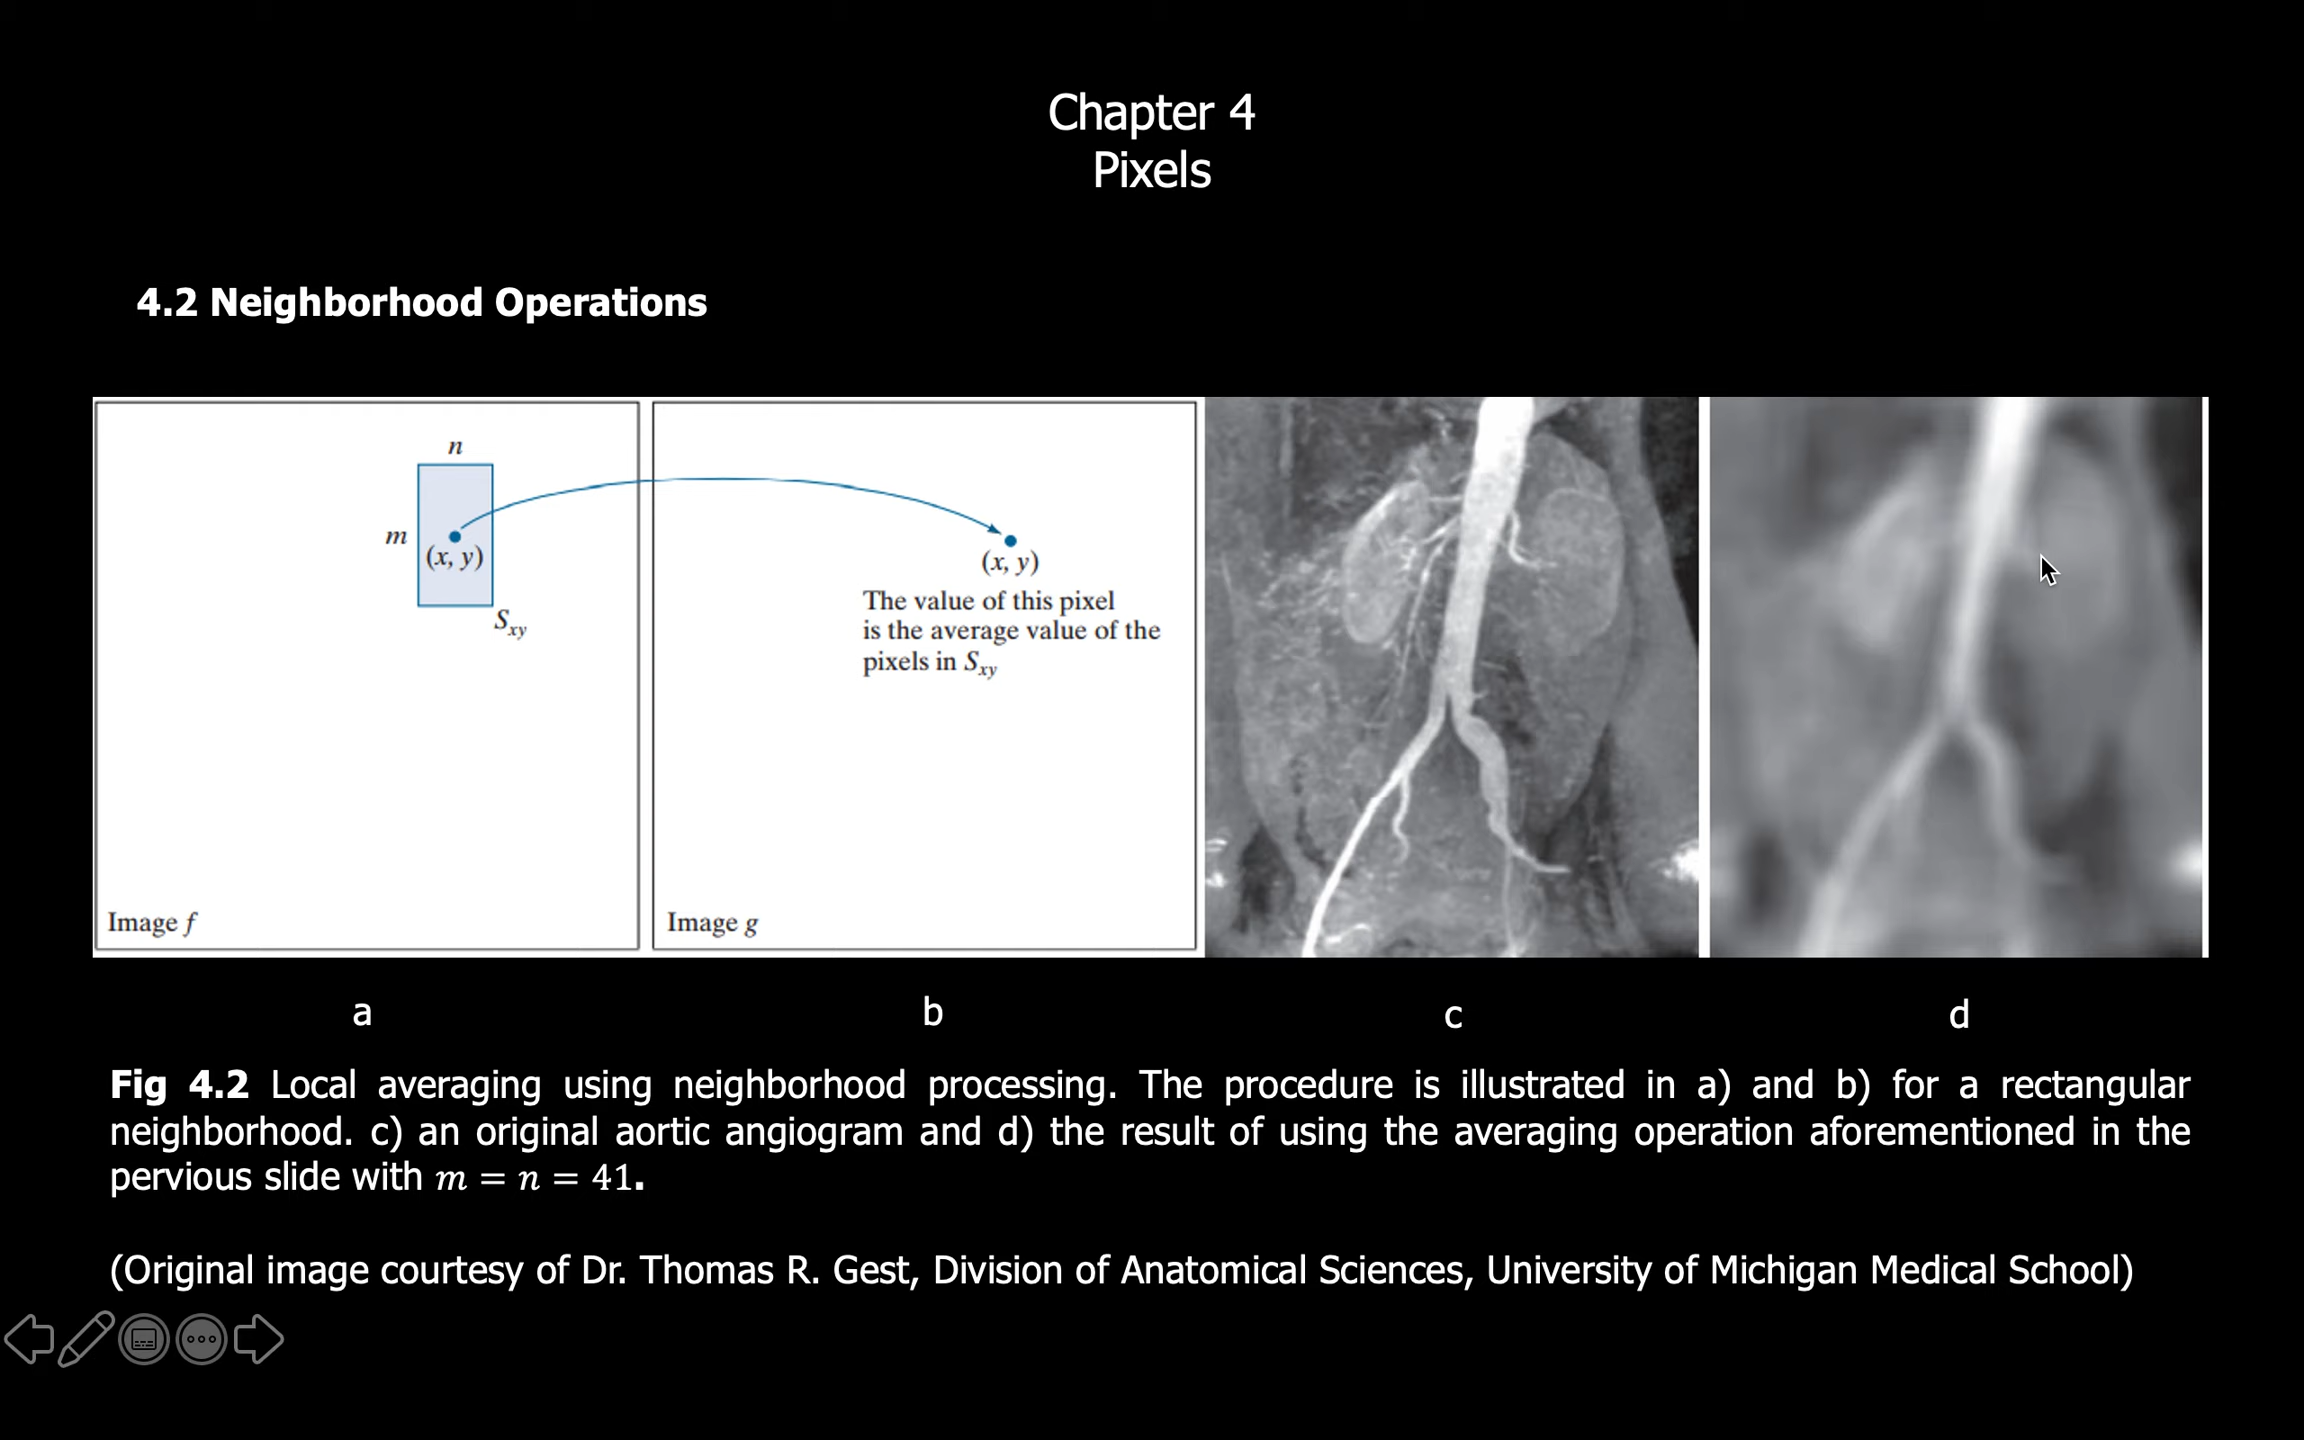 Chapter 4
Pixels
4.2 Neighborhood Operations
n
m
(x, y)
Sxy
Image f
(x, y)
The value of this pixel
is the average value of the
pixels in Sxy
Image g
a
b
c
d
Fig 4.2 Local averaging using neighborhood processing. The procedure is illustrated in a) and b) for a rectangular
neighborhood. c) an original aortic angiogram and d) the result of using the averaging operation aforementioned in the
pervious slide with m = n = 41.
(Original image courtesy of Dr. Thomas R. Gest, Division of Anatomical Sciences, University of Michigan Medical School)